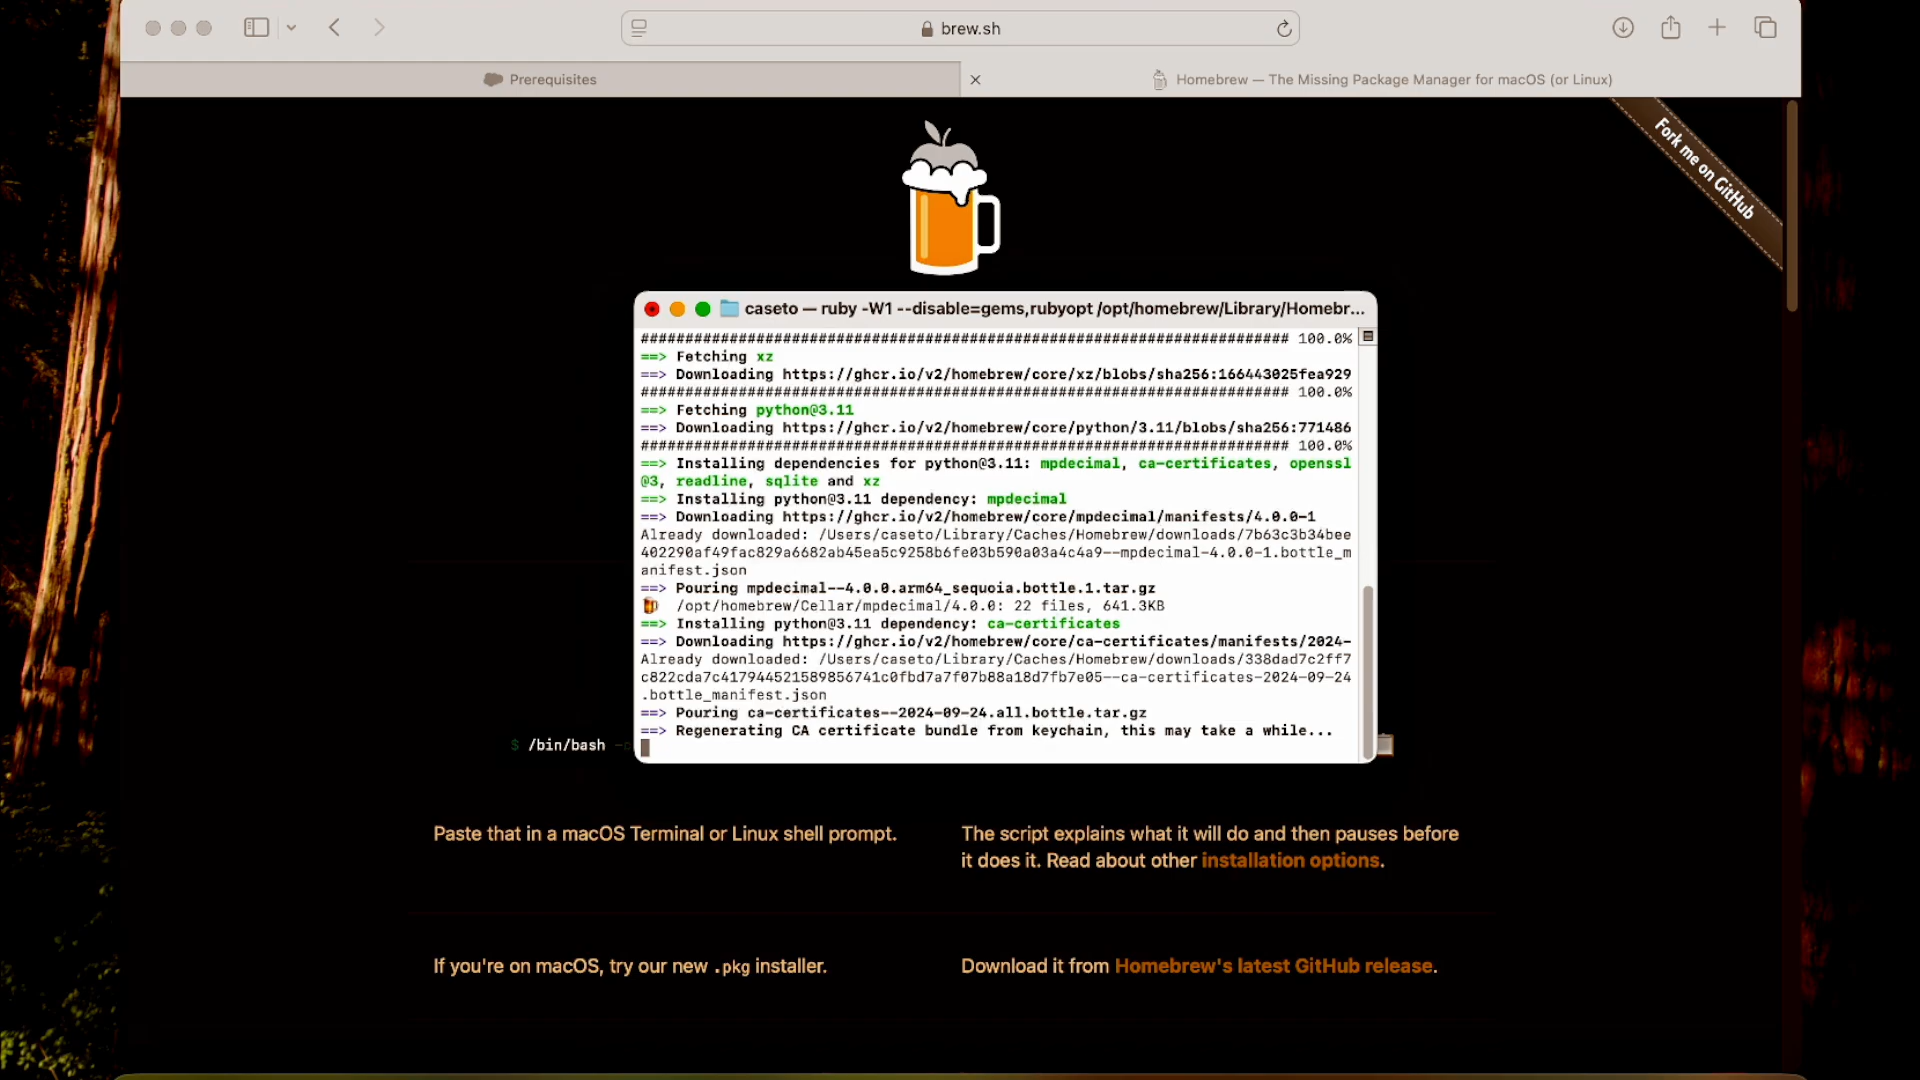 brew.sh
Prerequisites
Homebrew — The Missing Package Manager for macOS (or Linux)
Fork me on GitHub
caseto — ruby -W1 --disable=gems,rubyopt /opt/homebrew/Library/Homebr...
######################################################################### 100.0%
==> Fetching xz
==> Downloading https://ghcr.io/v2/homebrew/core/xz/blobs/sha256:166443025fea929
######################################################################### 100.0%
==> Fetching python@3.11
==> Downloading https://ghcr.io/v2/homebrew/core/python/3.11/blobs/sha256:771486
######################################################################### 100.0%
==> Installing dependencies for python@3.11: mpdecimal, ca-certificates, openssl
@3, readline, sqlite and xz
==> Installing python@3.11 dependency: mpdecimal
==> Downloading https://ghcr.io/v2/homebrew/core/mpdecimal/manifests/4.0.0-1
Already downloaded: /Users/caseto/Library/Caches/Homebrew/downloads/7b63c3b34bee
402290af49fac829a6682ab45ea5c9258b6fe03b590a03a4c4a9--mpdecimal-4.0.0-1.bottle_m
anifest.json
==> Pouring mpdecimal--4.0.0.arm64_sequoia.bottle.1.tar.gz
/opt/homebrew/Cellar/mpdecimal/4.0.0: 22 files, 641.3KB
==> Installing python@3.11 dependency: ca-certificates
==> Downloading https://ghcr.io/v2/homebrew/core/ca-certificates/manifests/2024-
Already downloaded: /Users/caseto/Library/Caches/Homebrew/downloads/338dad7c2ff7
c822cda7c417944521589856741c0fbd7a7f07b88a18d7fb7e05--ca-certificates-2024-09-24
.bottle_manifest.json
==> Pouring ca-certificates--2024-09-24.all.bottle.tar.gz
==> Regenerating CA certificate bundle from keychain, this may take a while...
$ /bin/bash
Paste that in a macOS Terminal or Linux shell prompt.
The script explains what it will do and then pauses before
it does it. Read about other installation options.
If you're on macOS, try our new .pkg installer.
Download it from Homebrew's latest GitHub release.